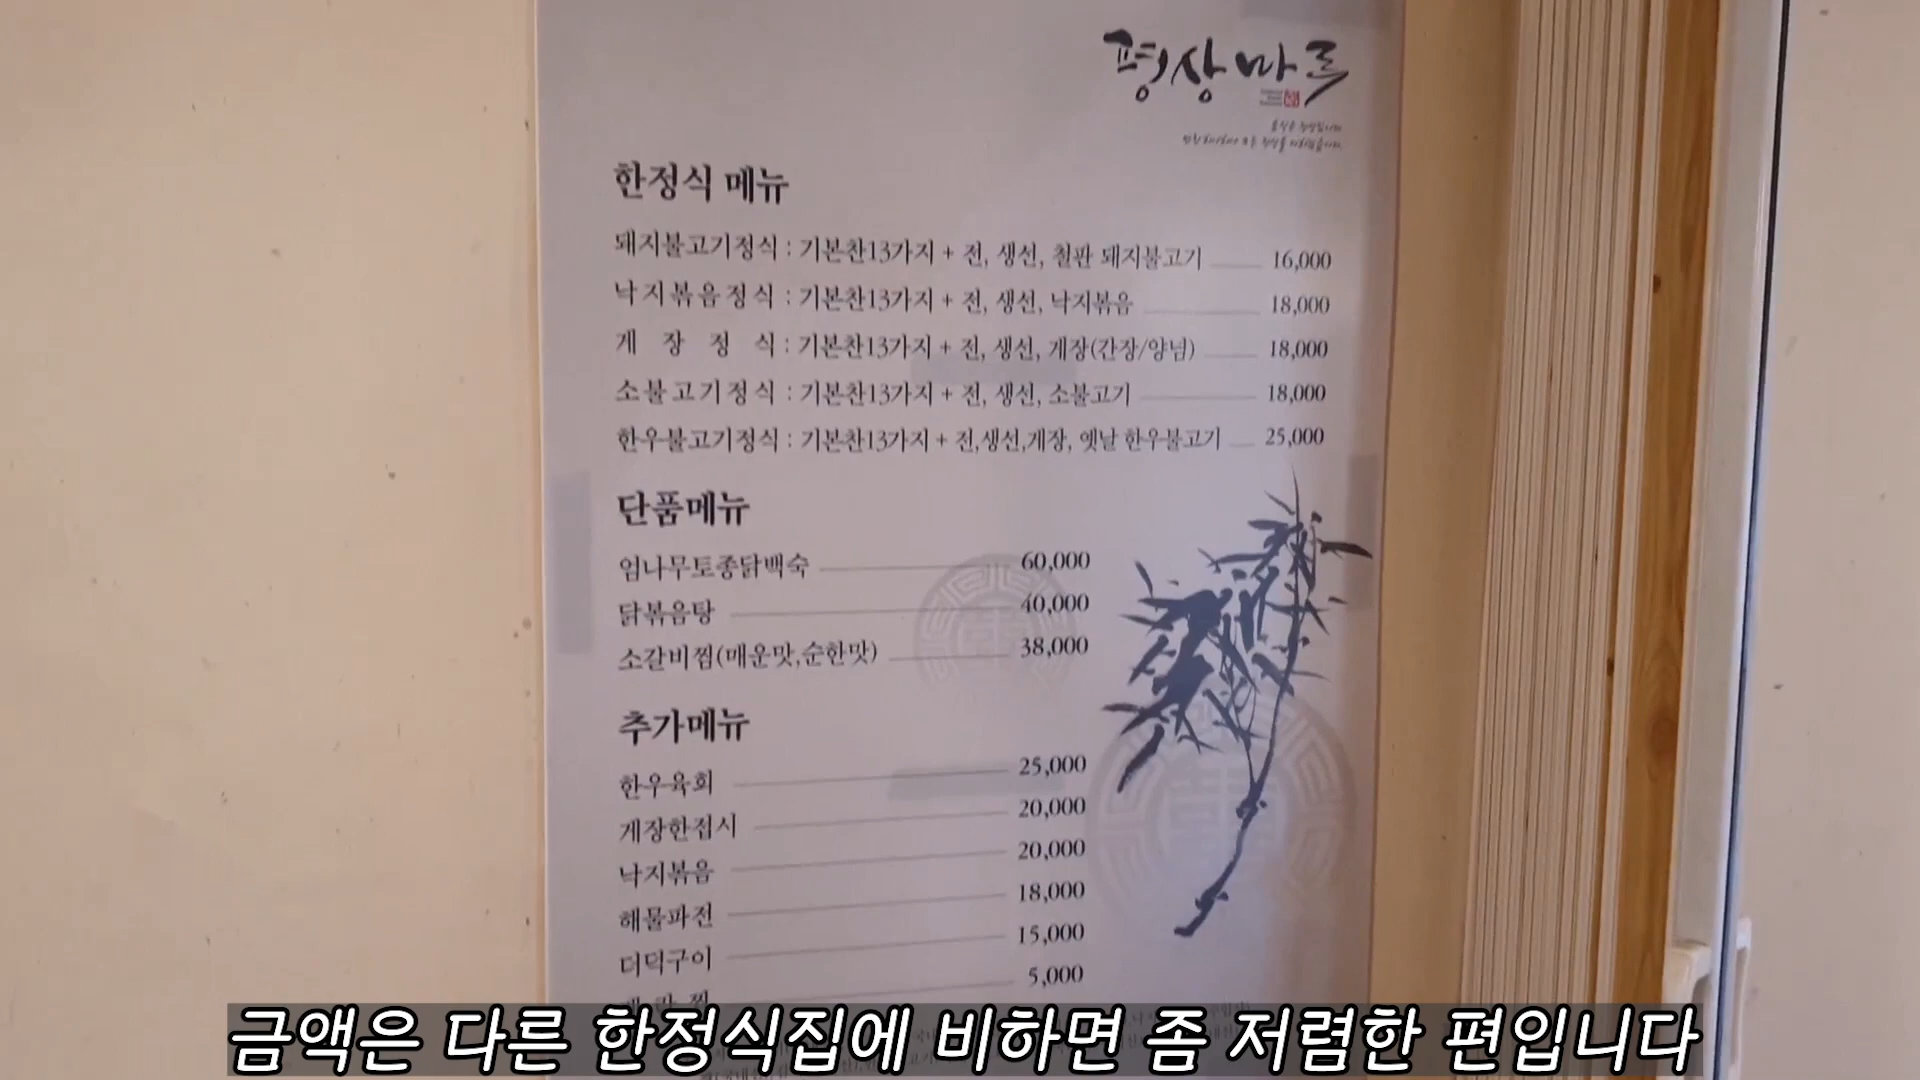 평상마루
한정식 메뉴
돼지불고기정식 : 기본찬13가지 + 전, 생선, 철판 돼지불고기 16,000
낙지볶음정식 : 기본찬13가지 + 전, 생선, 낙지볶음 18,000
게 장 정 식 : 기본찬13가지 + 전, 생선, 게장(간장/양념) 18,000
소불고기정식 : 기본찬13가지 + 전, 생선, 소불고기 18,000
한우불고기정식 : 기본찬13가지 + 전,생선,게장, 옛날 한우불고기 25,000
단품메뉴
엄나무토종닭백숙 60,000
닭볶음탕 40,000
소갈비찜(매운맛,순한맛) 38,000
추가메뉴
한우육회 25,000
게장한접시 20,000
낙지볶음 20,000
해물파전 18,000
더덕구이 15,000
5,000
금액은 다른 한정식집에 비하면 좀 저렴한 편입니다